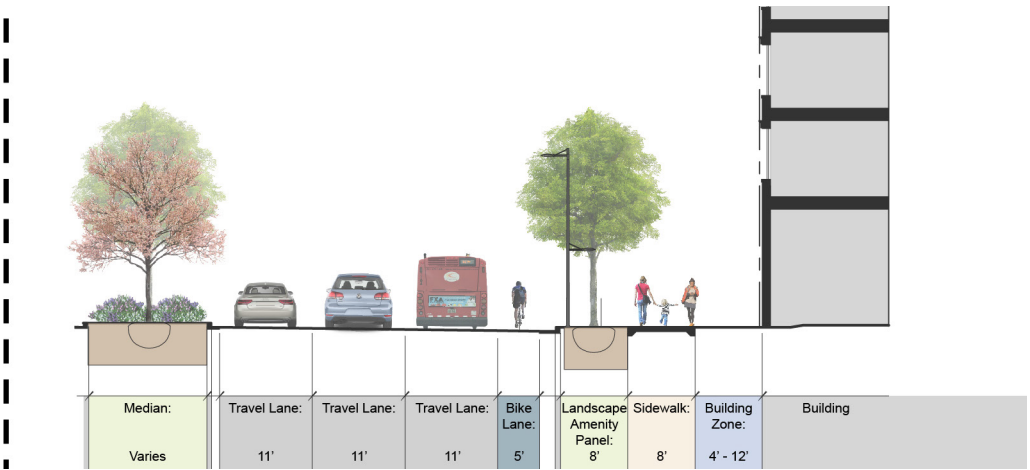 Median:
Varies
Travel Lane:
11'
Travel Lane:
11'
Travel Lane:
11'
Bike
Lane:
5'
Landscape
Amenity
Panel:
8'
Sidewalk:
8'
Building
Zone:
4' - 12'
Building